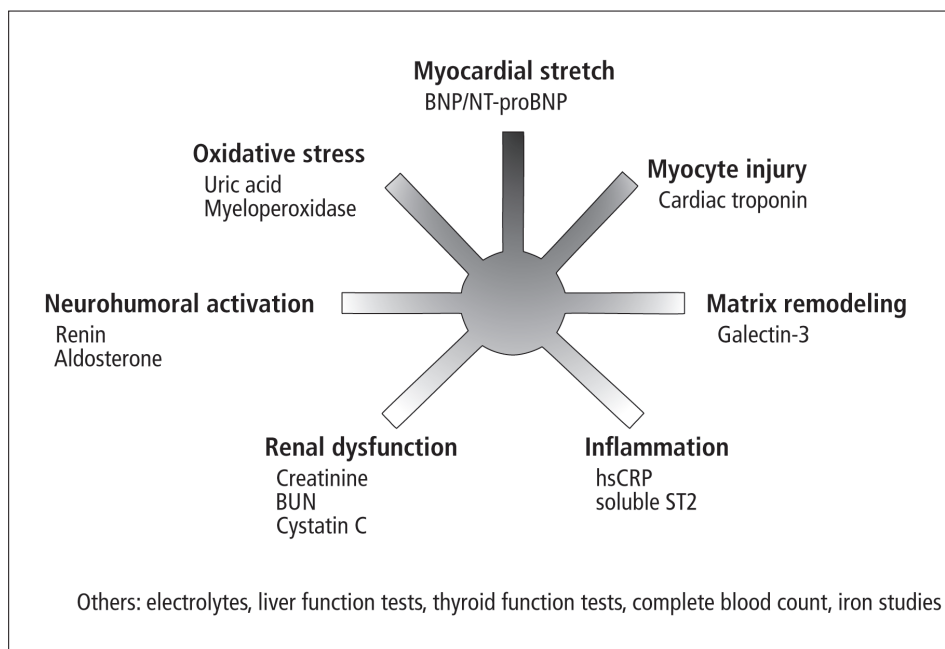 Myocardial stretch
BNP/NT-proBNP
Oxidative stress
Uric acid
Myeloperoxidase
Myocyte injury
Cardiac troponin
Neurohumoral activation
Renin
Aldosterone
Matrix remodeling
Galectin-3
Renal dysfunction
Creatinine
BUN
Cystatin C
Inflammation
hsCRP
soluble ST2
Others: electrolytes, liver function tests, thyroid function tests, complete blood count, iron studies